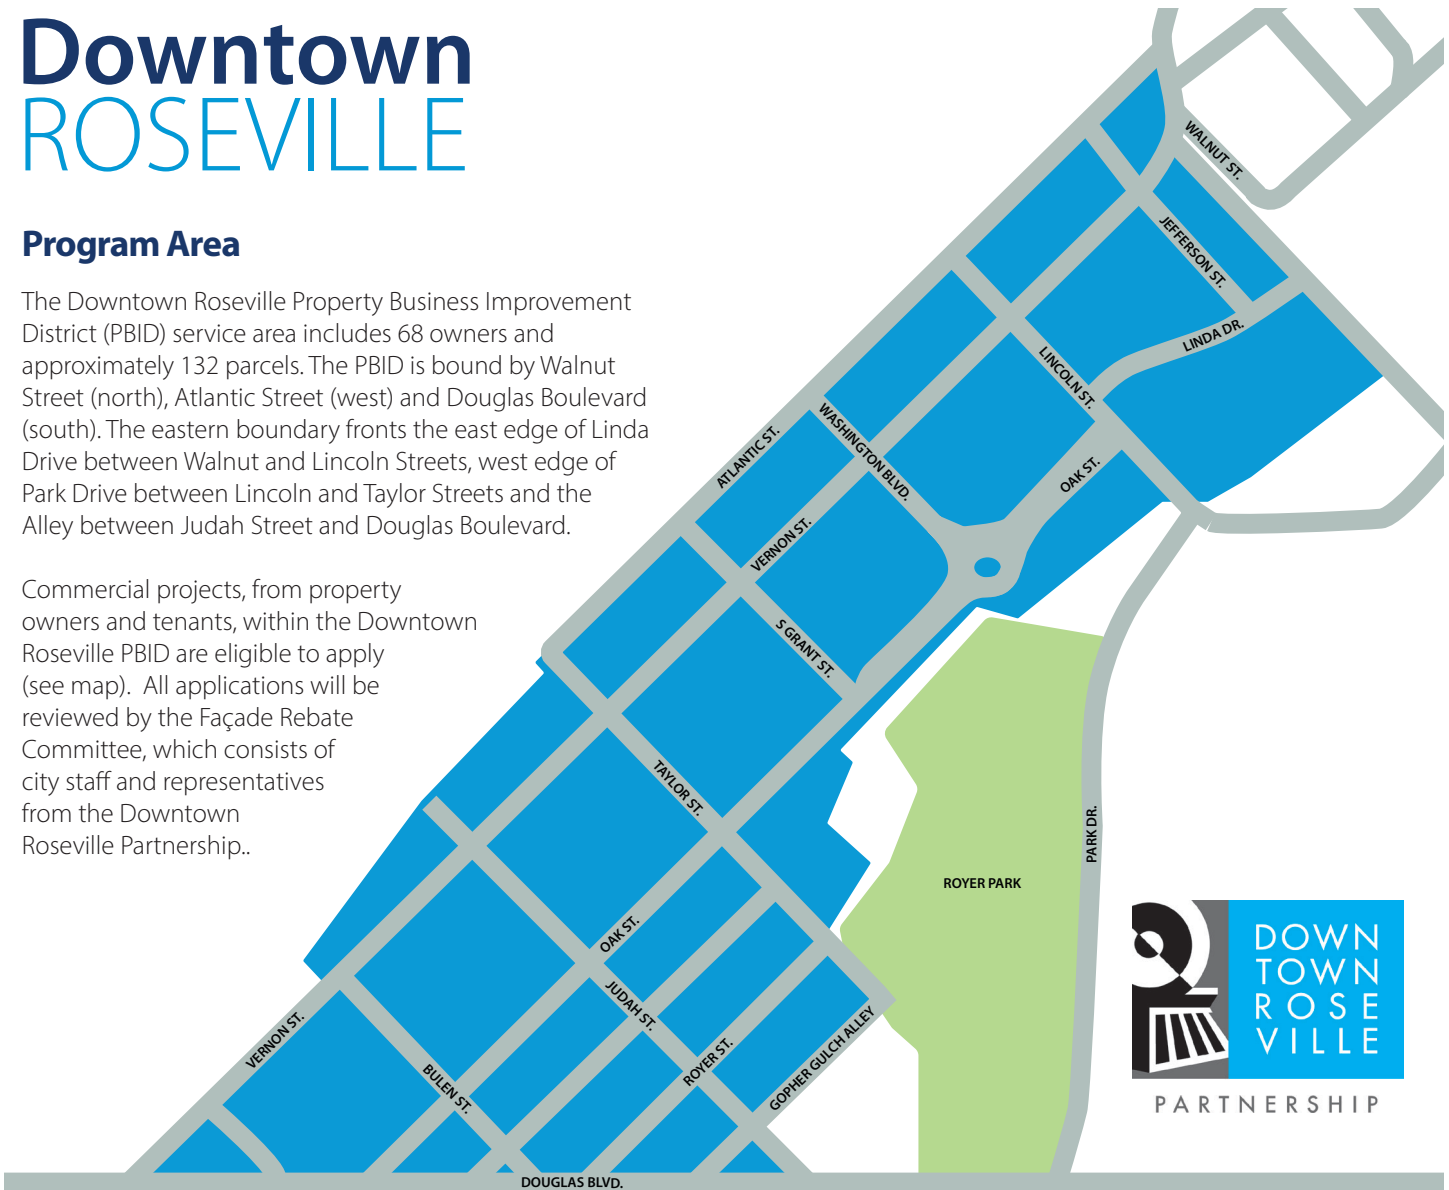 Downtown
ROSEVILLE
Program Area
The Downtown Roseville Property Business Improvement
District (PBID) service area includes 68 owners and
approximately 132 parcels. The PBID is bound by Walnut
Street (north), Atlantic Street (west) and Douglas Boulevard
(south). The eastern boundary fronts the east edge of Linda
Drive between Walnut and Lincoln Streets, west edge of
Park Drive between Lincoln and Taylor Streets and the
Alley between Judah Street and Douglas Boulevard.
Commercial projects, from property
owners and tenants, within the Downtown
Roseville PBID are eligible to apply
(see map).  All applications will be
reviewed by the Façade Rebate
Committee, which consists of
city staff and representatives
from the Downtown
Roseville Partnership..
WALNUT ST.
JEFFERSON ST.
LINDA DR.
LINCOLN ST.
WASHINGTON BLVD.
ATLANTIC ST.
OAK ST.
VERNON ST.
S GRANT ST.
TAYLOR ST.
PARK DR.
ROYER PARK
OAK ST.
JUDAH ST.
VERNON ST.
ROYER ST.
GOPHER GULCH ALLEY
BULEN ST.
DOUGLAS BLVD.
DOWN
TOWN
ROSE
VILLE
PARTNERSHIP